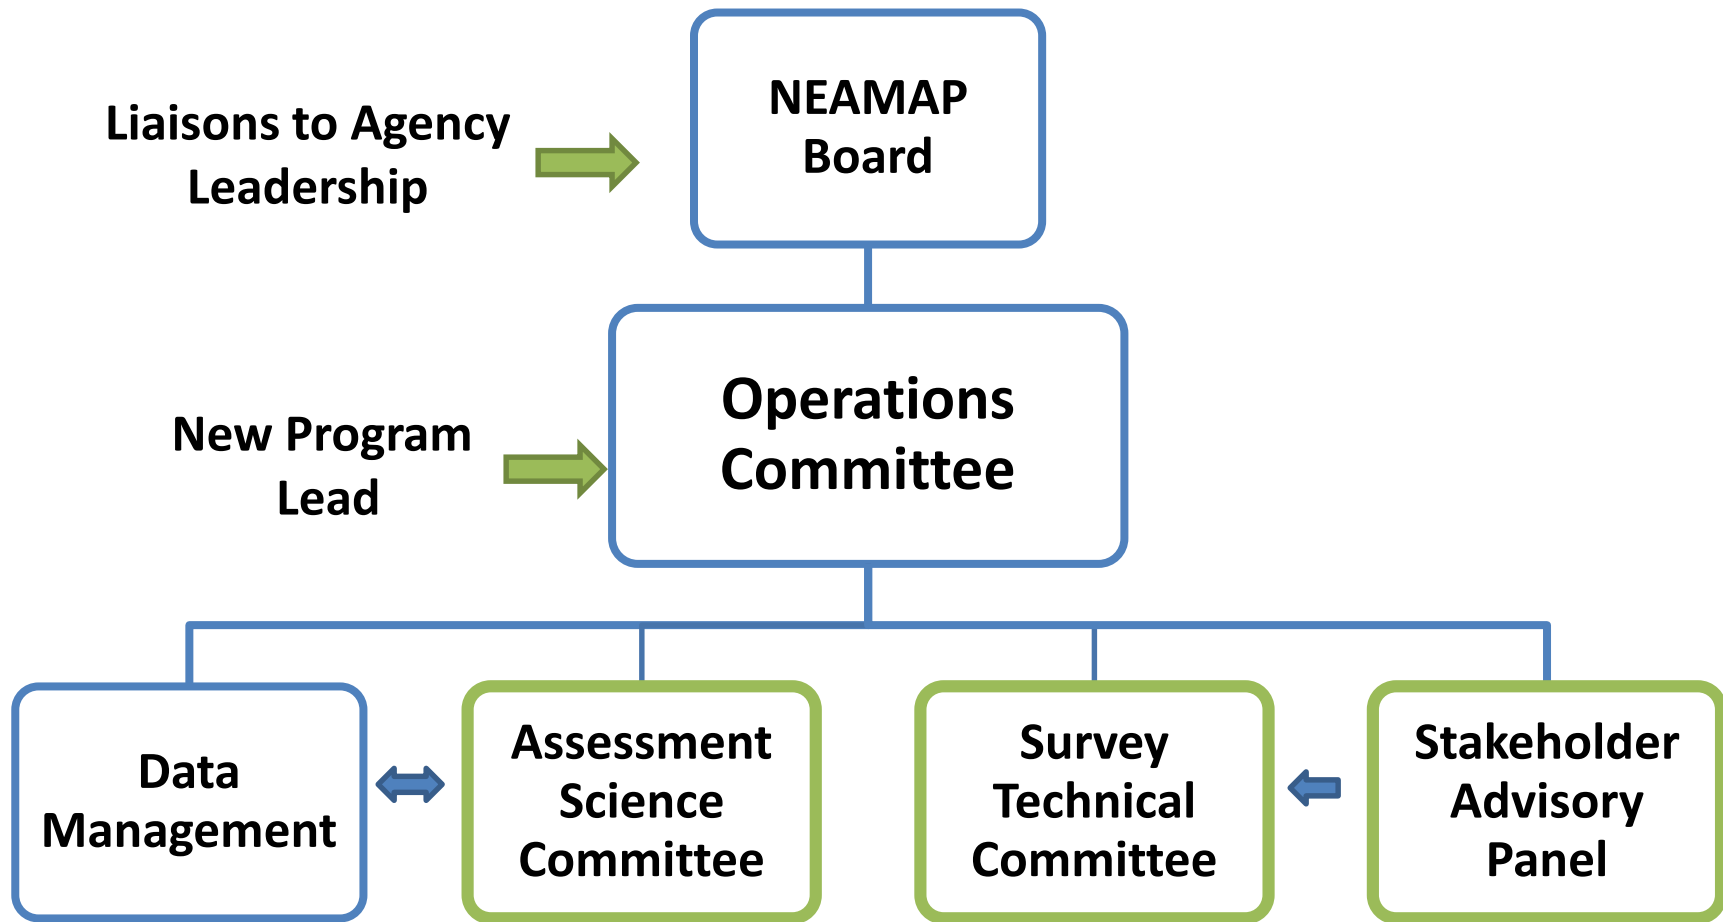 NEAMAP
Board
Liaisons to Agency
Leadership
Operations
Committee
New Program
Lead
Data
Management
Assessment
Science
Committee
Survey
Technical
Committee
Stakeholder
Advisory
Panel